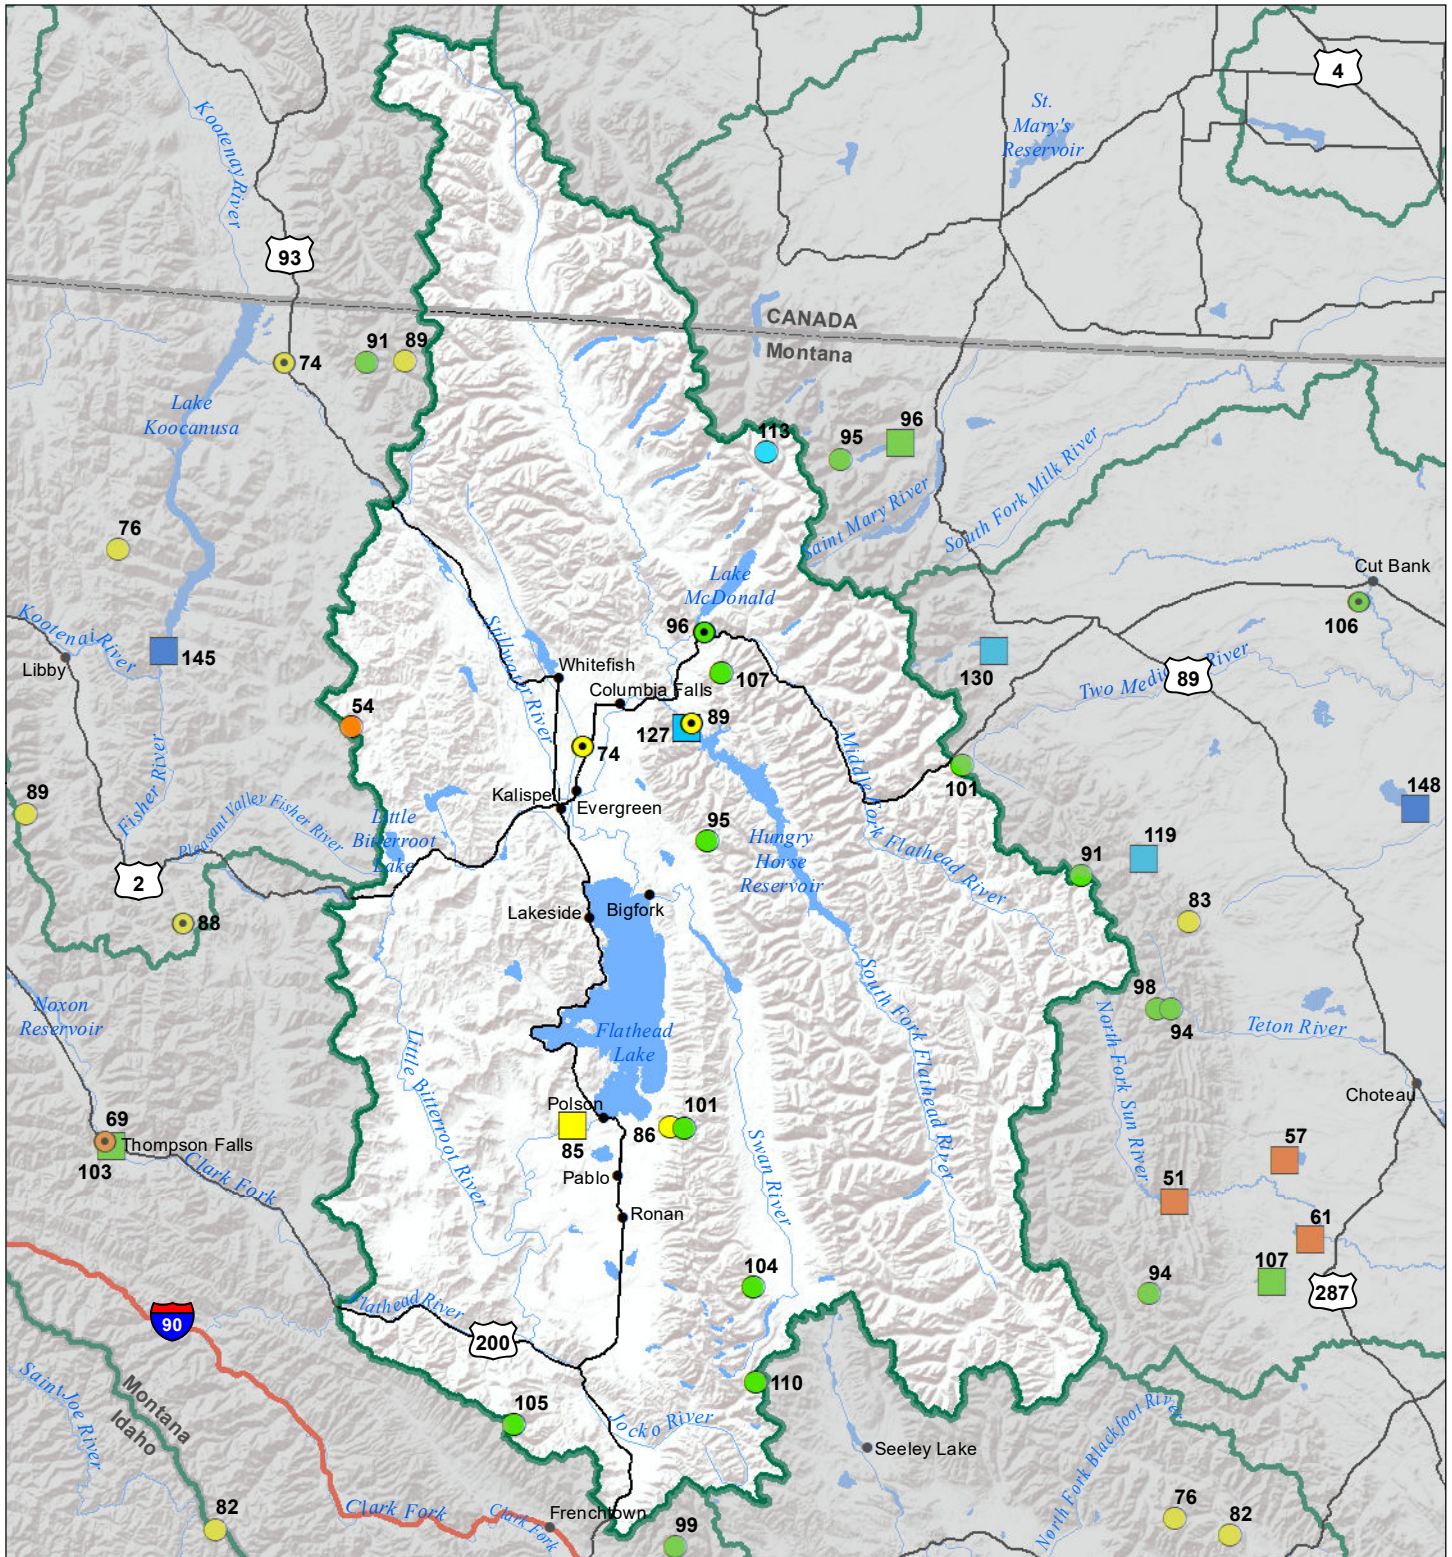 4
St.
Mary's
Reservoir
Kootenay River
93
CANADA
Montana
74
91
89
Lake
Koocanusa
113
95
96
Saint Mary River
South Fork Milk River
76
Cut Bank
106
Lake
McDonald
96
Kootenai River
Libby
145
Stillwater River
Whitefish
107
Columbia Falls
130
Two Medi
River
89
54
127
89
74
Middle Fork Flathead River
101
Fisher River
89
Pleasant Valley Fisher River
Kalispell
Evergreen
148
Little
Bitterroot
Lake
95
Hungry
Horse
Reservoir
119
91
2
88
83
Lakeside
Bigfork
Noxon
Reservoir
Little Bitterroot River
Flathead
Lake
South Fork Flathead River
98
94
North Fork Sun River
Teton River
Choteau
69
Thompson Falls
103
Clark Fork
Polson
85
86
101
Pablo
Swan River
57
51
Ronan
61
104
94
107
287
90
Flathead River
200
110
Saint Joe River
Montana
Idaho
105
Jocko River
Seeley Lake
North Fork Blackfoot River
82
Clark Fork
Clark Fork
Frenchtown
99
76
82